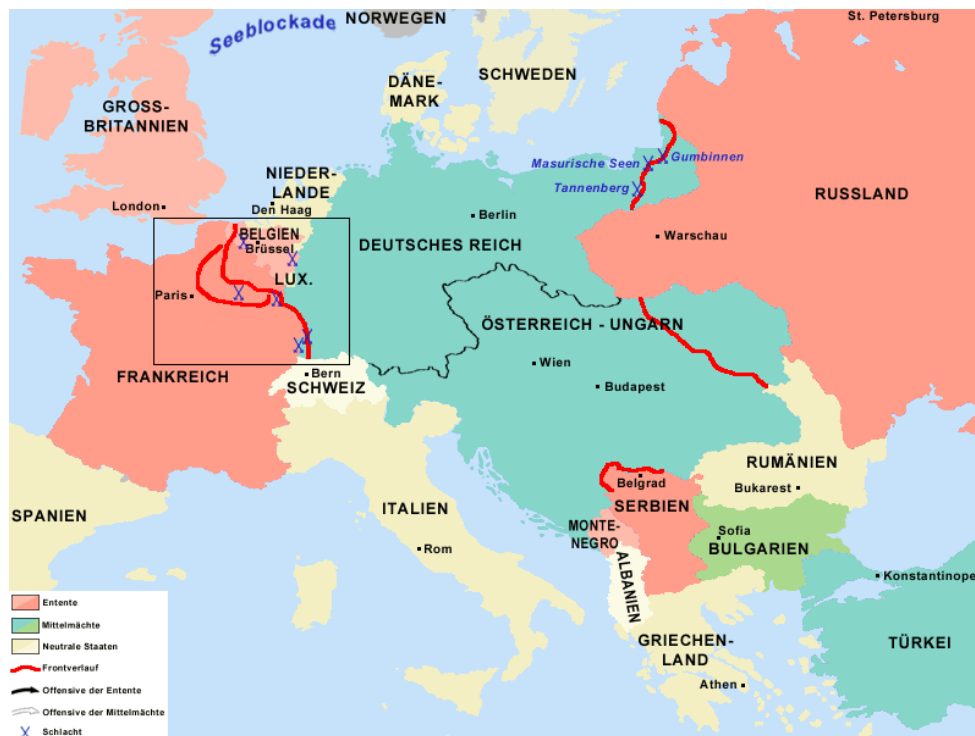 Seeblockade
NORWEGEN
St. Petersburg
SCHWEDEN
DÄNE-
MARK
GROSS-
BRITANNIEN
Masurische Seen
Gumbinnen
Tannenberg
NIEDER-
LANDE
Den Haag
London
Berlin
RUSSLAND
BELGIEN
Brüssel
Warschau
DEUTSCHES REICH
LUX.
Paris
ÖSTERREICH - UNGARN
Wien
FRANKREICH
Bern
SCHWEIZ
Budapest
RUMÄNIEN
Belgrad
Bukarest
SERBIEN
SPANIEN
ITALIEN
MONTE-
NEGRO
Sofia
BULGARIEN
Rom
ALBANIEN
Konstantinopel
GRIECHEN-
LAND
TÜRKEI
Athen
Entente
Mittelmächte
Neutrale Staaten
Frontverlauf
Offensive der Entente
Offensive der Mittelmächte
Schlacht